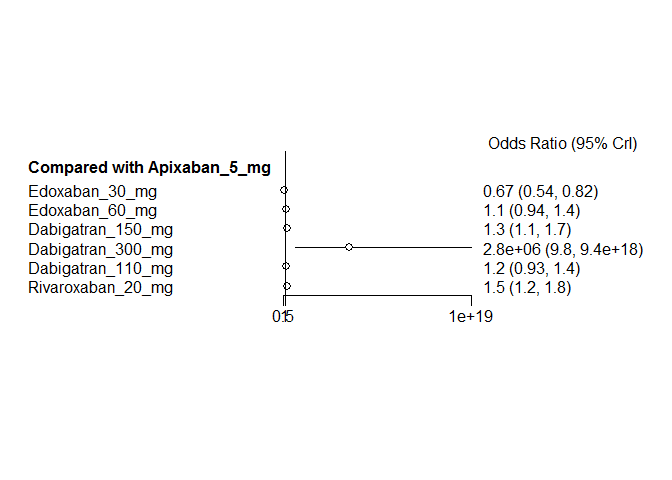 Odds Ratio (95% CrI)
Compared with Apixaban_5_mg
Edoxaban_30_mg 0.67 (0.54, 0.82)
Edoxaban_60_mg 1.1 (0.94, 1.4)
Dabigatran_150_mg 1.3 (1.1, 1.7)
Dabigatran_300_mg 2.8e+06 (9.8, 9.4e+18)
Dabigatran_110_mg 1.2 (0.93, 1.4)
Rivaroxaban_20_mg 1.5 (1.2, 1.8)
1e+19